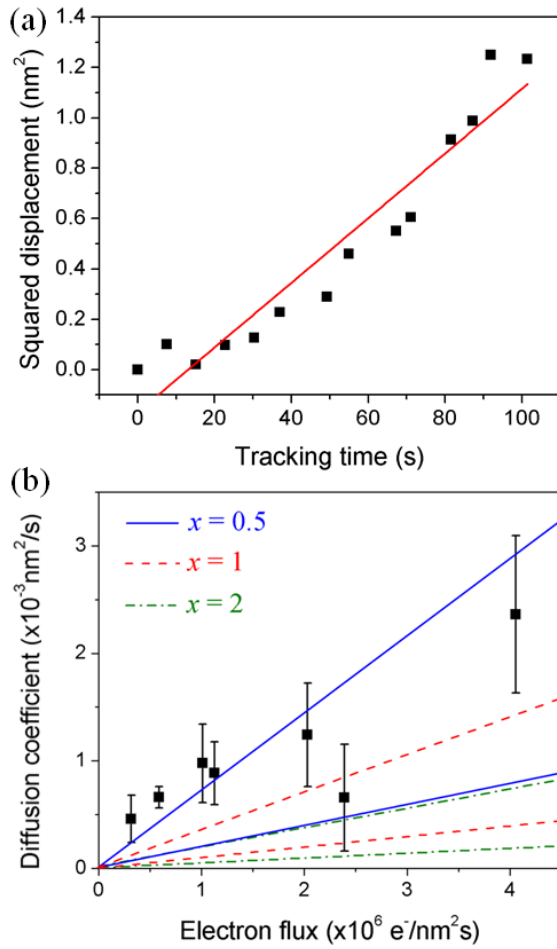 (a)
Squared displacement (nm²)
1.4
1.2
1.0
0.8
0.6
0.4
0.2
0.0
0 20 40 60 80 100
Tracking time (s)
(b)
Diffusion coefficient (x10⁻³nm²/s)
3
2
1
0
x = 0.5
x = 1
x = 2
0 1 2 3 4
Electron flux (x10⁶ e⁻/nm²s)